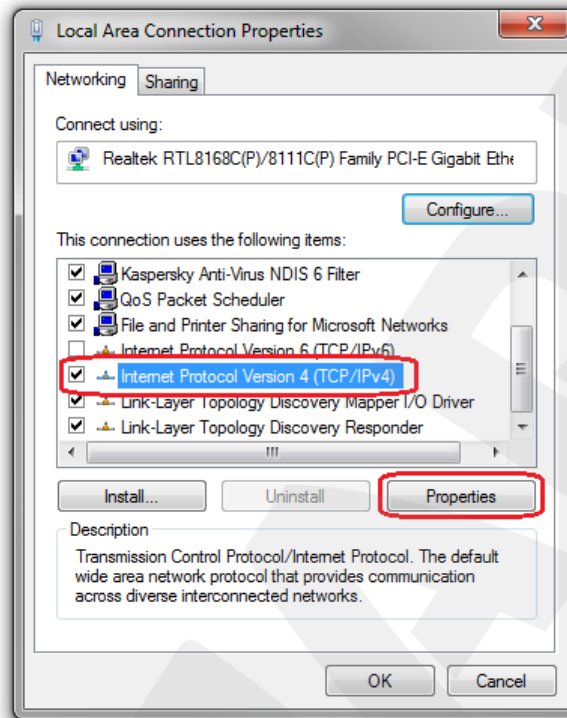 Local Area Connection Properties
Networking
Sharing
Connect using:
Realtek RTL8168C(P)/8111C(P) Family PCI-E Gigabit Ethe
Configure...
This connection uses the following items:
Kaspersky Anti-Virus NDIS 6 Filter
QoS Packet Scheduler
File and Printer Sharing for Microsoft Networks
Internet Protocol Version 6 (TCP/IPv6)
Internet Protocol Version 4 (TCP/IPv4)
Link-Layer Topology Discovery Mapper I/O Driver
Link-Layer Topology Discovery Responder
Install...
Uninstall
Properties
Description
Transmission Control Protocol/Internet Protocol. The default
wide area network protocol that provides communication
across diverse interconnected networks.
OK
Cancel